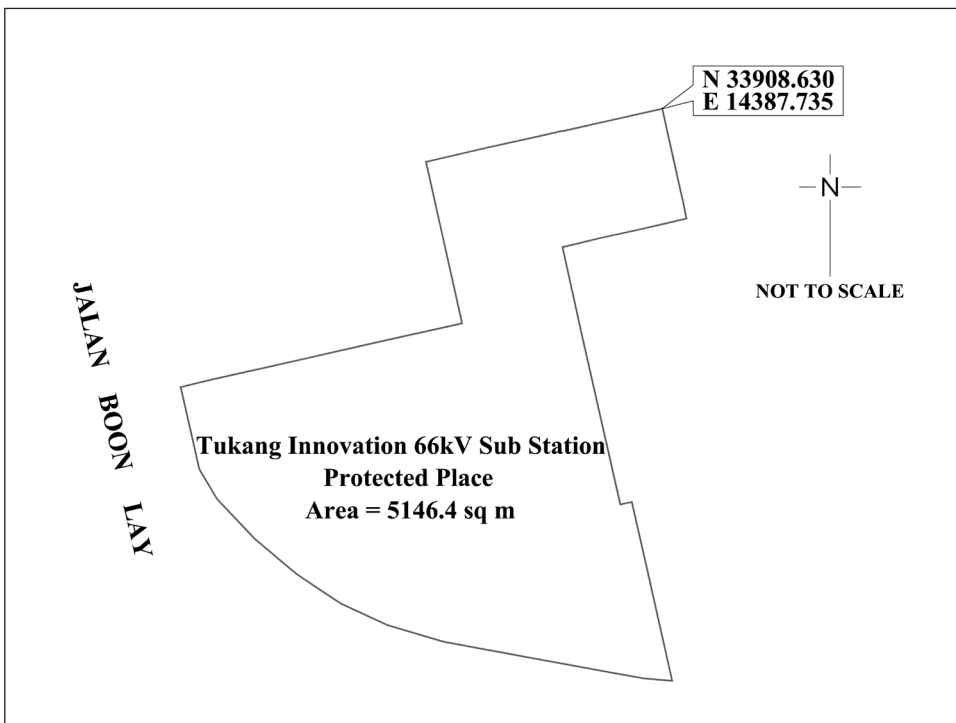 N 33908.630
E 14387.735
N
NOT TO SCALE
JALAN BOON LAY
Tukang Innovation 66kV Sub Station
Protected Place
Area = 5146.4 sq m